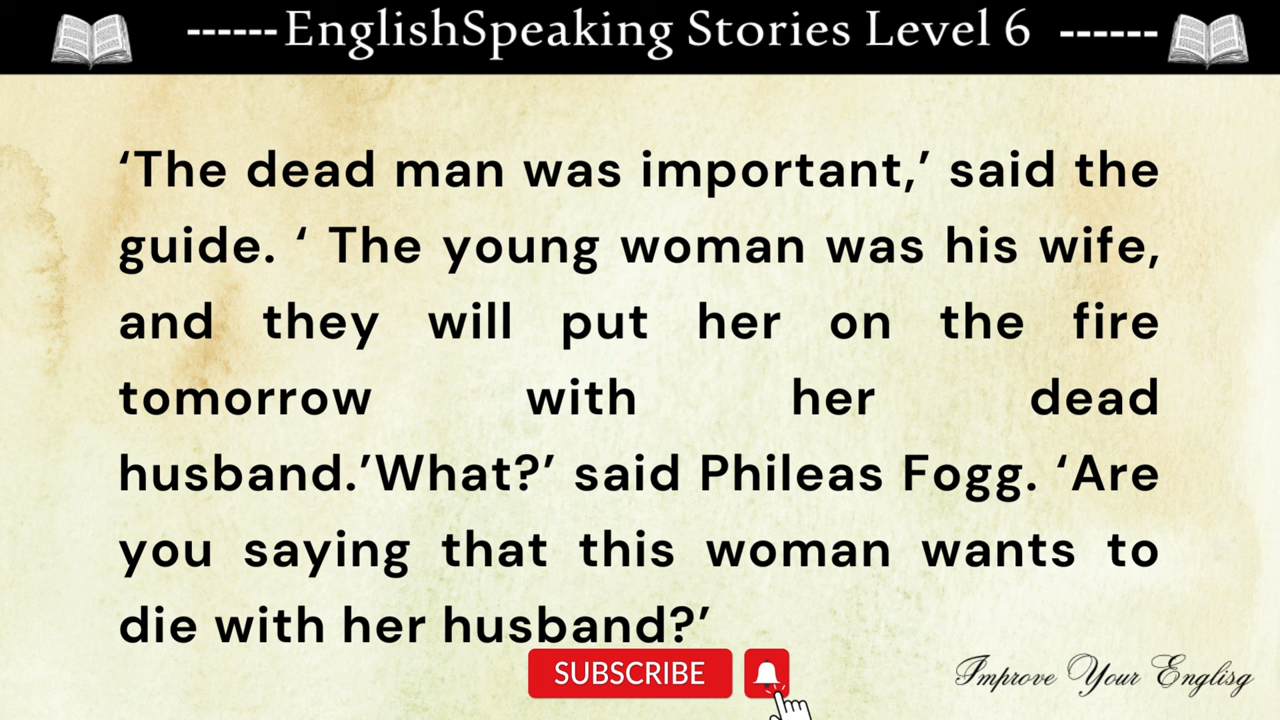 ------EnglishSpeaking Stories Level 6 ------
‘The dead man was important,’ said the
guide. ‘ The young woman was his wife,
and they will put her on the fire
tomorrow with her dead
husband.’What?’ said Phileas Fogg. ‘Are
you saying that this woman wants to
die with her husband?’
SUBSCRIBE
Improve Your Englisg